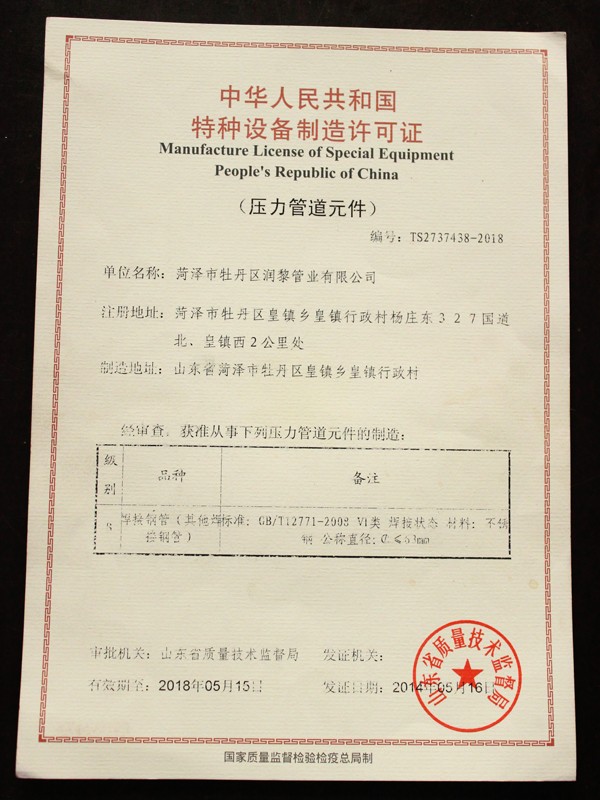 中华人民共和国
特种设备制造许可证
Manufacture License of Special Equipment
People's Republic of China
（压力管道元件）
编号：TS2737438-2018
单位名称：菏泽市牡丹区润黎管业有限公司
注册地址：菏泽市牡丹区皇镇乡皇镇行政村杨庄东３２７国道
北、皇镇西２公里处
制造地址：山东省菏泽市牡丹区皇镇乡皇镇行政村
经审查，获准从事下列压力管道元件的制造：
级别 品种 备注
焊接钢管（其他焊接钢管） 标准：GB/T12771-2008 VI类 焊接状态 材料：不锈
钢 公称直径：≤63mm
审批机关：山东省质量技术监督局 发证机关：
有效期至：2018年05月15日 发证日期：2014年05月16日
山东省质量技术监督局
国家质量监督检验检疫总局制